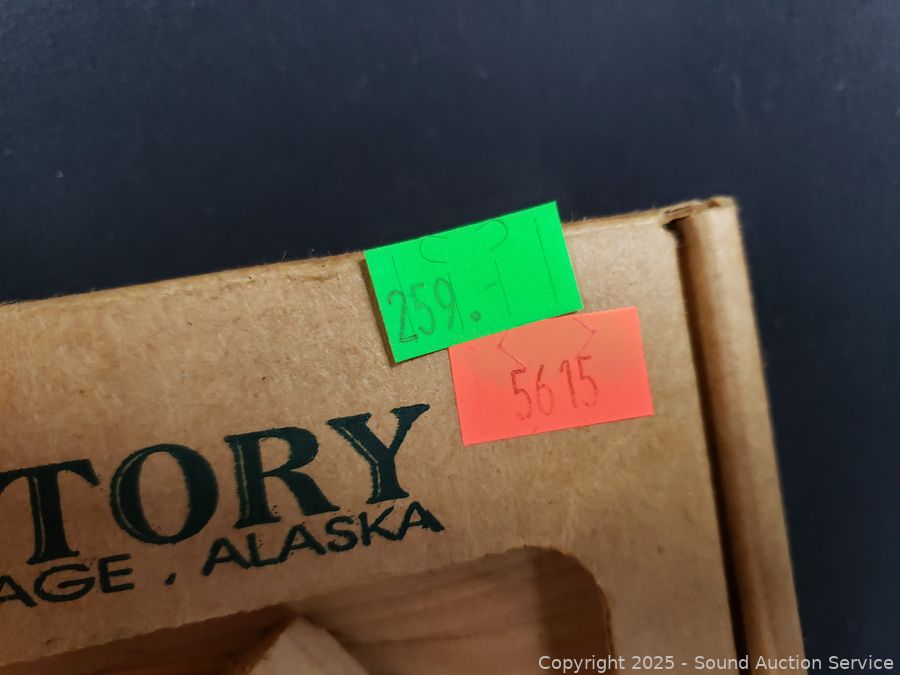 259.-
5615
TORY
AGE, ALASKA
Copyright 2025 - Sound Auction Service